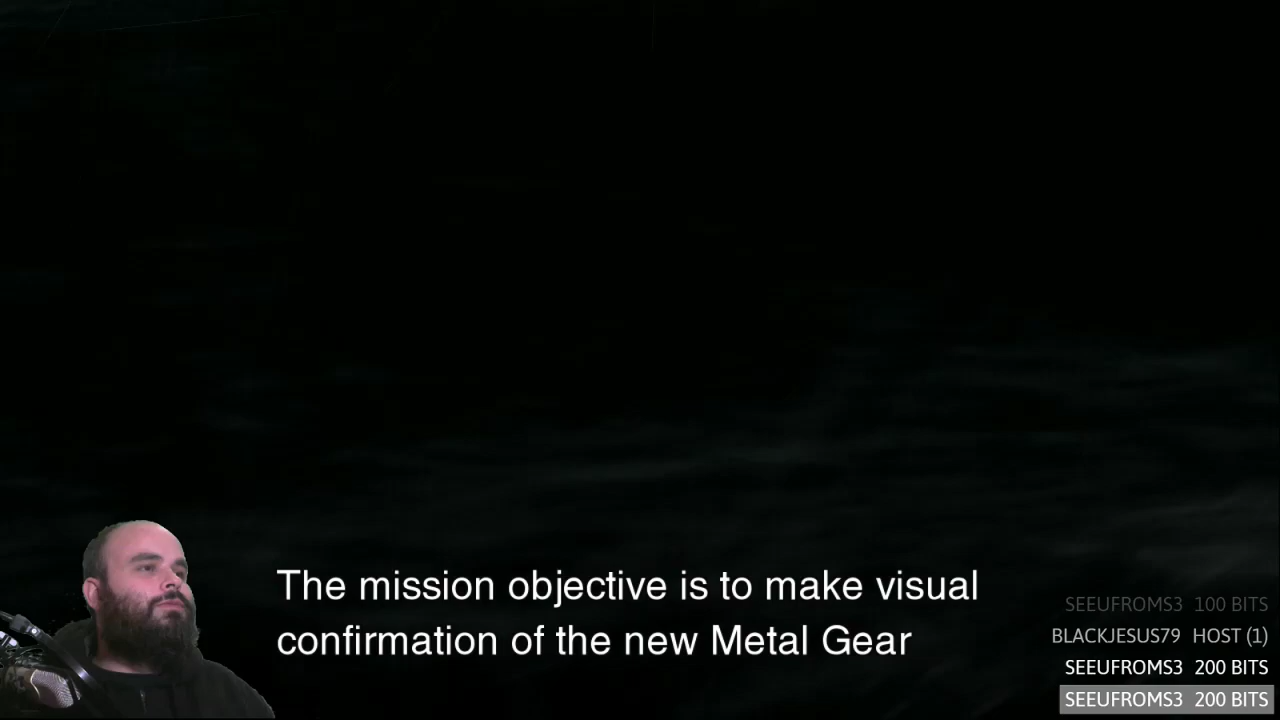 The mission objective is to make visual
confirmation of the new Metal Gear
SEEUFROMS3 100 BITS
BLACKJESUS79 HOST (1)
SEEUFROMS3 200 BITS
SEEUFROMS3 200 BITS